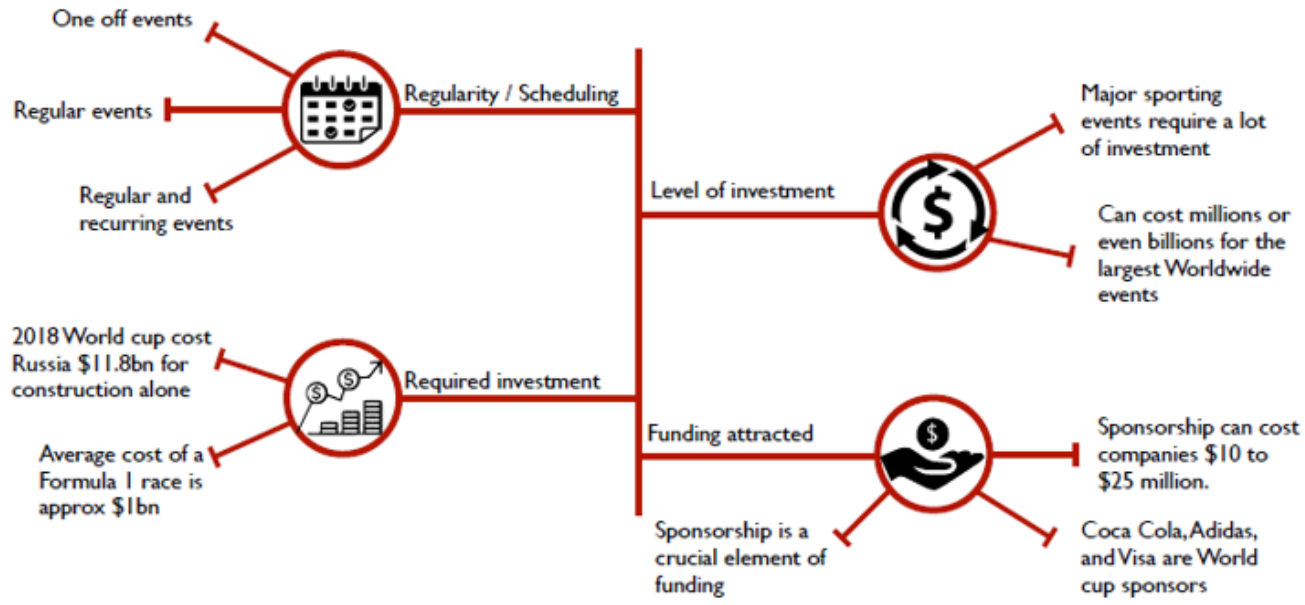 One off events
Regular events
Regular and
recurring events
Regularity / Scheduling
Level of investment
Major sporting
events require a lot
of investment
Can cost millions or
even billions for the
largest Worldwide
events
2018 World cup cost
Russia $11.8bn for
construction alone
Average cost of a
Formula 1 race is
approx $1bn
Required investment
Funding attracted
Sponsorship can cost
companies $10 to
$25 million.
Sponsorship is a
crucial element of
funding
Coca Cola, Adidas,
and Visa are World
cup sponsors